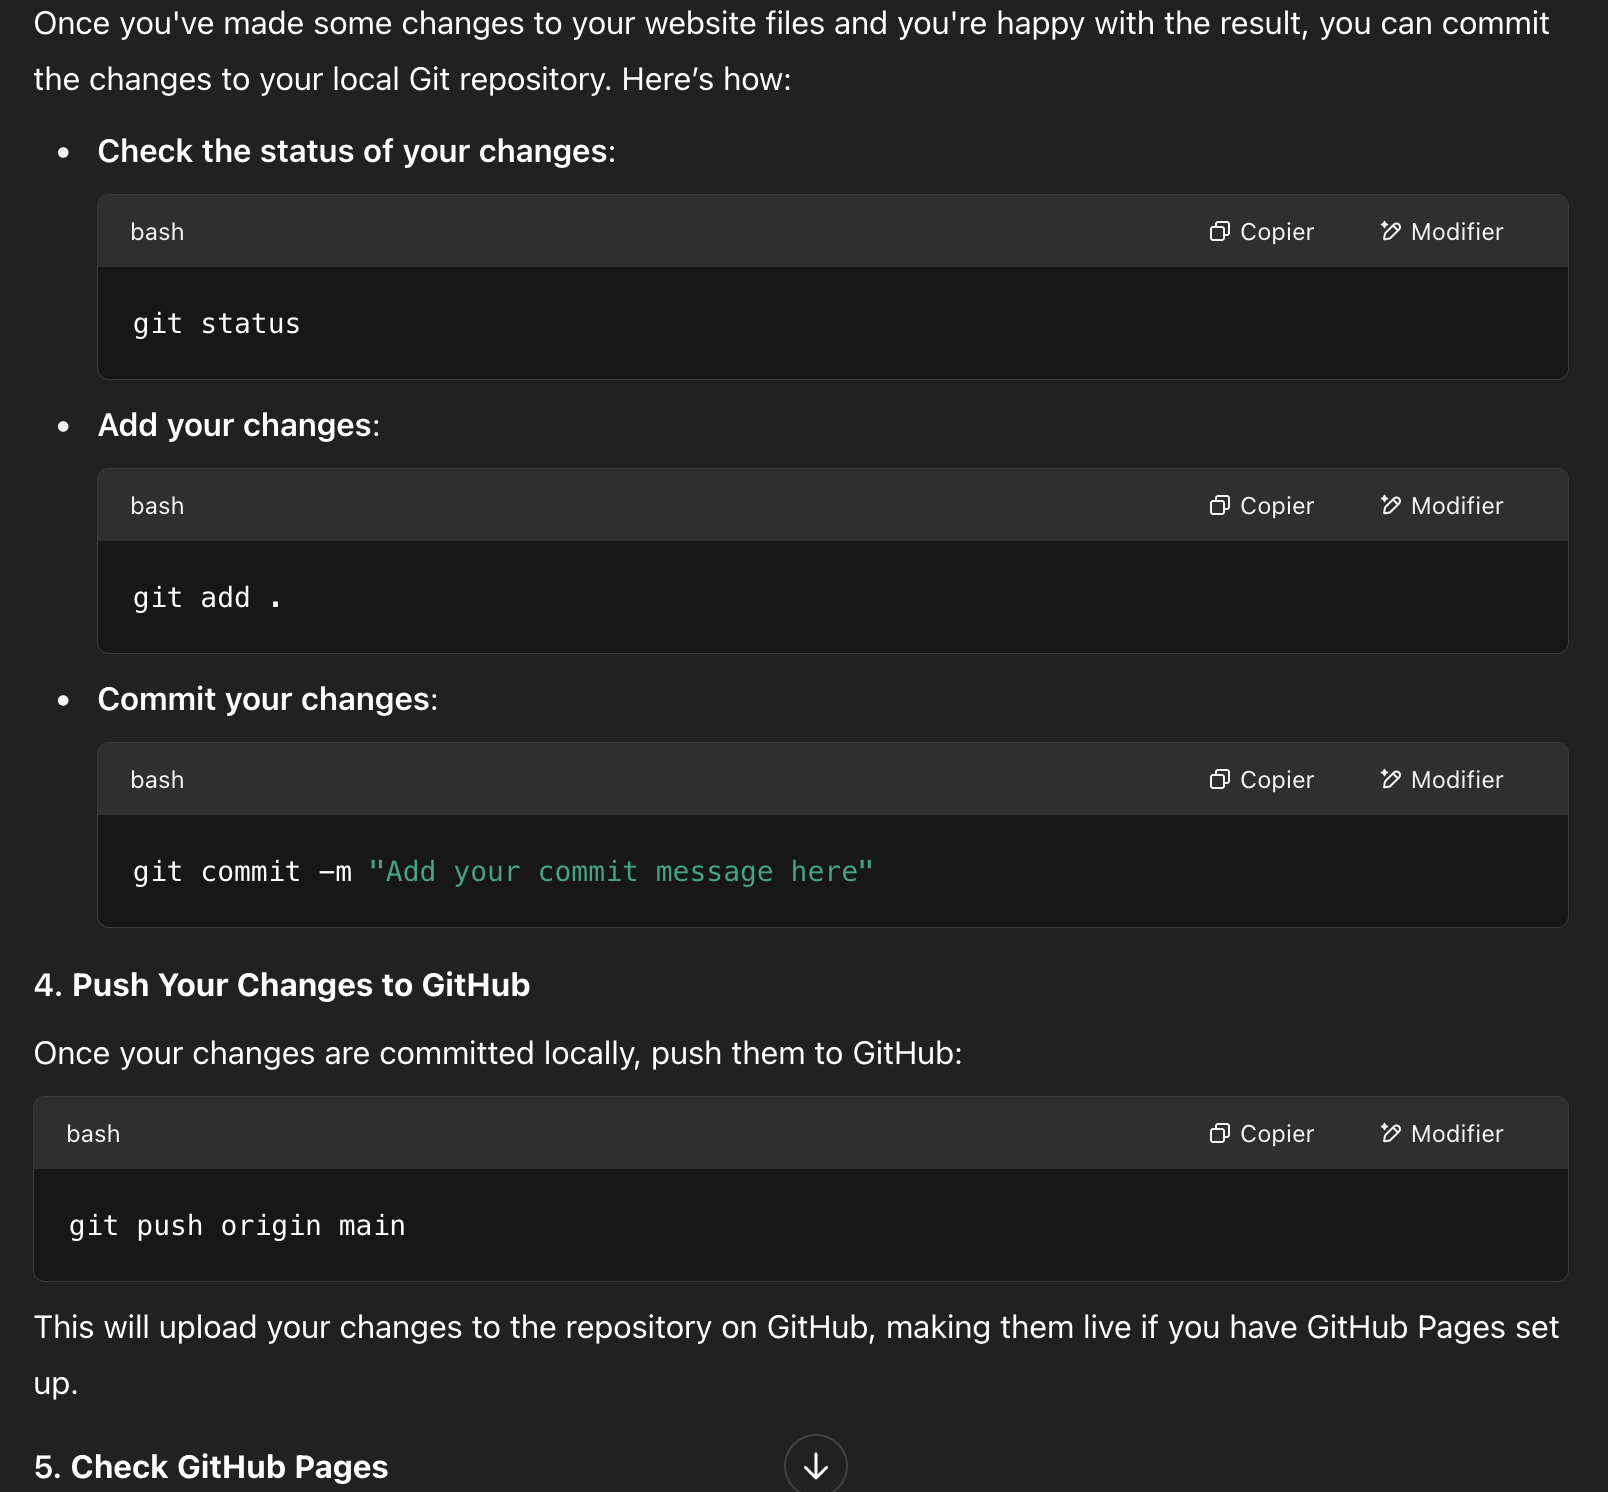 Once you've made some changes to your website files and you're happy with the result, you can commit
the changes to your local Git repository. Here’s how:
• Check the status of your changes:
bash Copier Modifier
git status
• Add your changes:
bash Copier Modifier
git add .
• Commit your changes:
bash Copier Modifier
git commit -m "Add your commit message here"
4. Push Your Changes to GitHub
Once your changes are committed locally, push them to GitHub:
bash Copier Modifier
git push origin main
This will upload your changes to the repository on GitHub, making them live if you have GitHub Pages set
up.
5. Check GitHub Pages